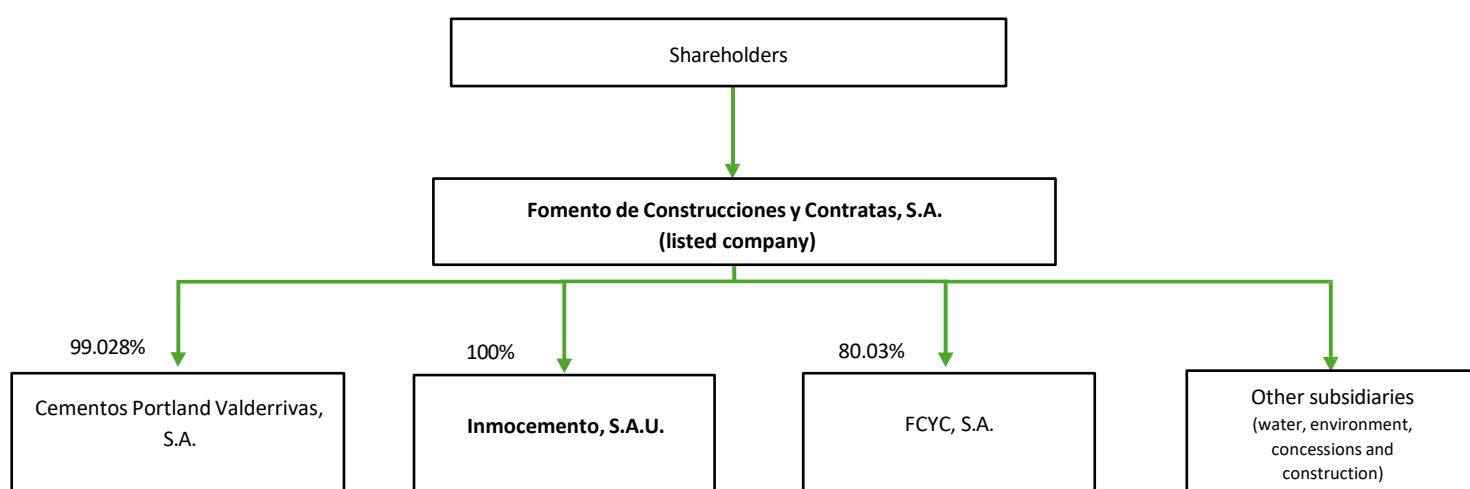 Shareholders
Fomento de Construcciones y Contratas, S.A.
(listed company)
99.028%
100%
80.03%
Cementos Portland Valderrivas,
S.A.
Inmocemento, S.A.U.
FCYC, S.A.
Other subsidiaries
(water, environment,
concessions and
construction)